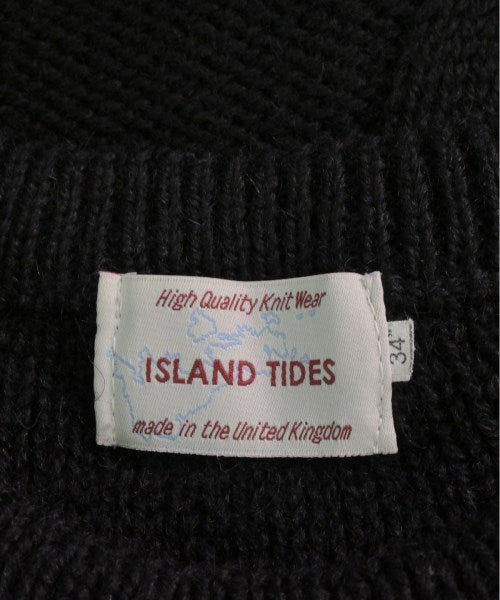 High Quality Knit Wear
ISLAND TIDES
made in the United Kingdom
34"